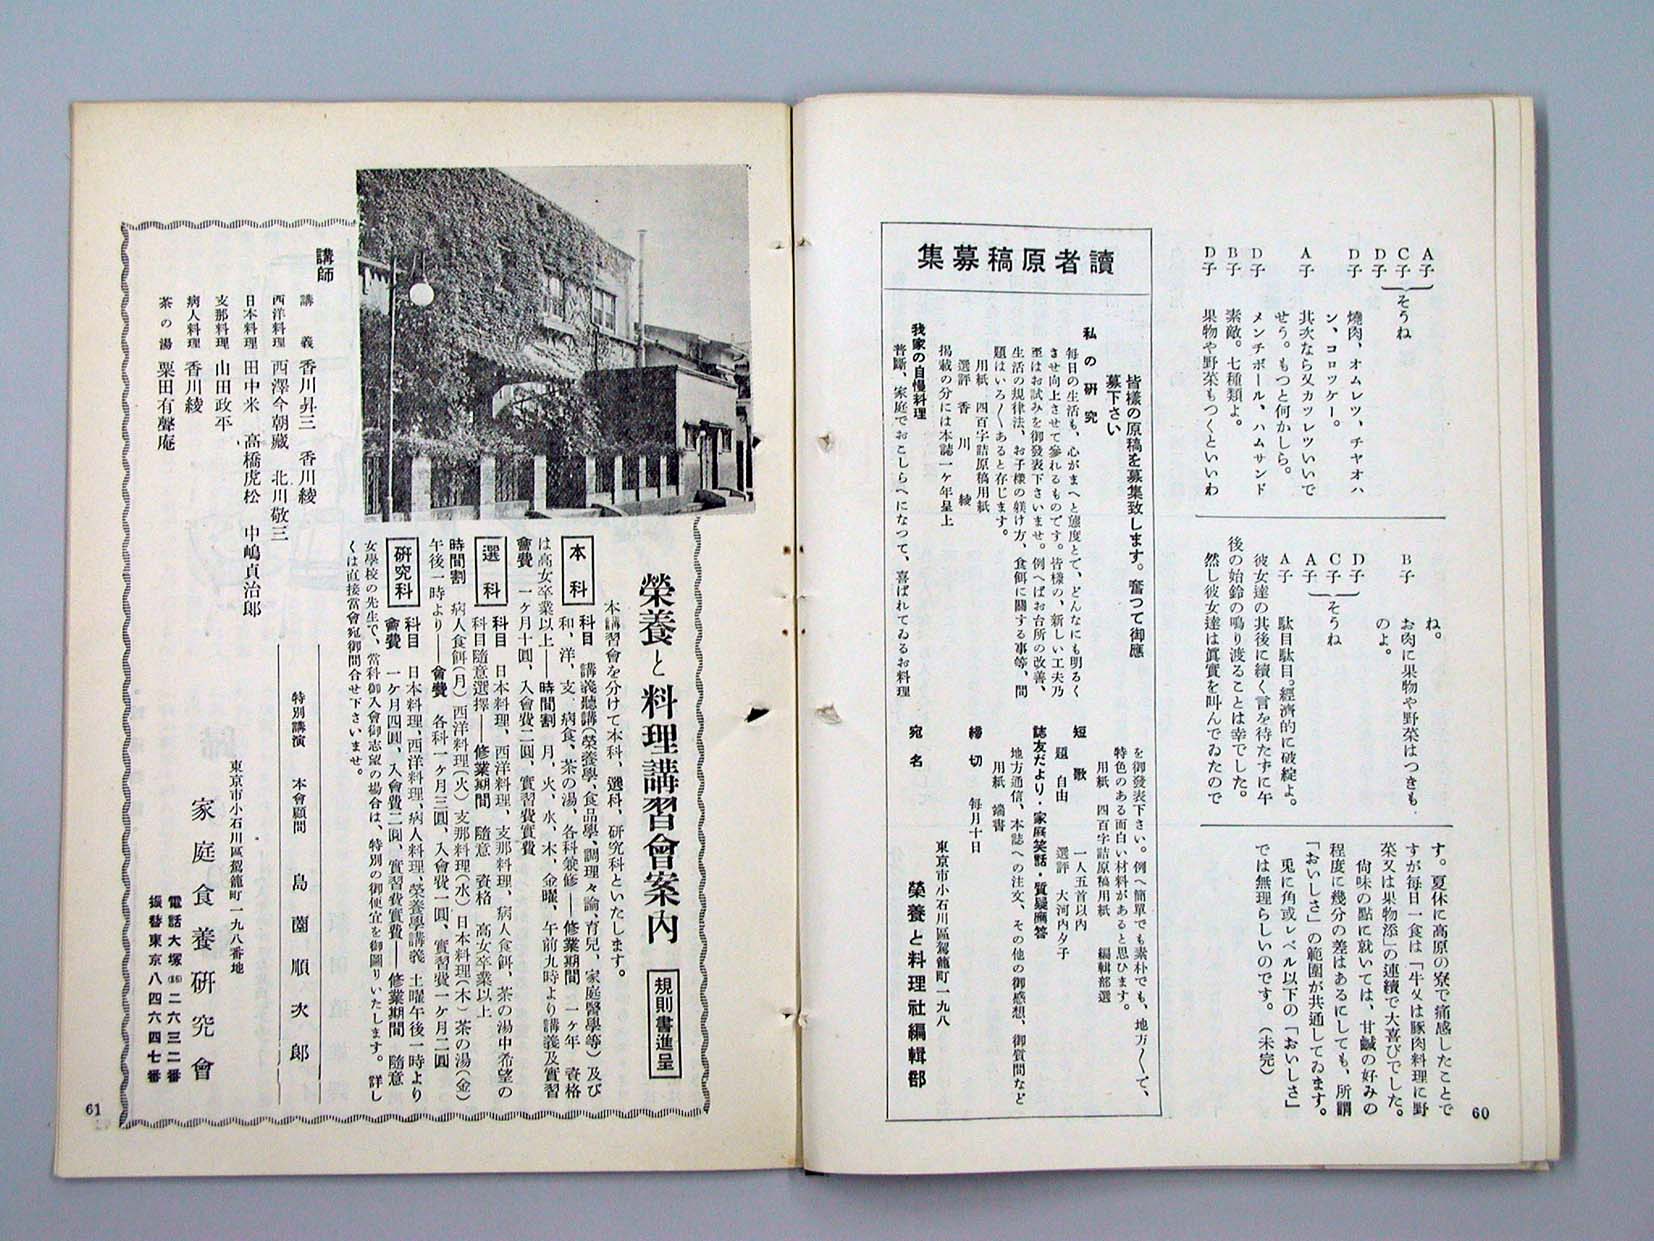 A子
C子
D子
そうね
D子　燒肉、オムレツ、チヤオハ
ン、コロツケー。
A子　其次なら又カツレツいいで
せう。もつと何かしら。
D子　メンチボール、ハムサンド
B子　素敵。七種類よ。
D子　果物や野菜もつくといいわ
ね。
B子　お肉に果物や野菜はつきも
のよ。
D子
C子
A子
そうね
A子　駄目駄目。經濟的に破綻よ。
彼女達の其後に續く言を待たずに午
後の始鈴の鳴り渡ることは幸でした。
然し彼女達は眞實を叫んでゐたので
す。夏休に高原の寮で痛感したことで
すが每日一食は「牛又は豚肉料理に野
菜又は果物添」の連續で大喜びでした。
尙味の點に就いては、甘鹹の好みの
程度に幾分の差はあるにしても、所謂
「おいしさ」の範圍が共通してゐます。
兎に角或レベル以下の「おいしさ」
では無理らしいのです。（未完）
60
讀者原稿募集
皆樣の原稿を募集致します。奮つて御應
募下さい
私の硏究
每日の生活も、心がまへと態度とで、どんなにも明るく
させ向上させて參れるものです。皆樣の、新しい工夫乃
至はお試みを御發表下さいませ。例へばお台所の改善、
生活の規律法、お子樣の躾け方、食餌に關する事等、問
題はいろ〱あると存じます。
用紙　四百字詰原稿用紙
選評　香川　綾
揭載の分には本誌一ケ年呈上
我家の自慢料理
普斷、家庭でおこしらへになつて、喜ばれてゐるお料理
を御發表下さい。例へ簡單でも素朴でも、地方〱で、
特色のある面白い材料があると思ひます。
用紙　四百字詰原稿用紙　編輯部選
短歌　一人五首以內
題　自由　選評　大河內夕子
誌友だより・家庭笑話・質疑應答
地方通信、本誌への注文、その他の御感想、御質問など
用紙　端書
締切　每月十日
宛名　東京市小石川區駕籠町一九八
榮養と料理社編輯部
榮養と料理講習會案內
規則書進呈
本講習會を分けて本科、選科、硏究科といたします。
本科　科目　講義聽講（榮養學、食品學、調理々論、育兒、家庭醫學等）及び
和、洋、支、病食、茶の湯、各科兼修――修業期間　一ケ年　資格
は高女卒業以上――時間割　月、火、水、木、金曜、午前九時より講義及實習
會費　一ケ月十圓、入會費二圓、實習費實費
選科　科目　日本料理、西洋料理、支那料理、病人食餌、茶の湯中希望の
科目隨意選擇――修業期間　隨意　資格　高女卒業以上
時間割　病人食餌（月）西洋料理（火）支那料理（水）日本料理（木）茶の湯（金）
午後一時より――會費　各科一ケ月三圓、入會費一圓、實習費一ケ月二圓
硏究科　科目　日本料理、西洋料理、病人料理、榮養學講義　土曜午後一時より
會費　一ケ月四圓、入會費二圓、實習費實費――修業期間　隨意
女學校の先生で、當科御入會御志望の場合は、特別の御便宜を御圖りいたします。詳し
くは直接當會宛御問合せ下さいませ。
講師
講義　香川昇三　香川綾
西洋料理　西澤今朝藏　北川敬三
日本料理　田中米　高橋虎松　中嶋貞治郎
支那料理　山田政平
病人料理　香川綾
茶の湯　粟田有聲庵
特別講演　本會顧問　島薗順次郎
東京市小石川區駕籠町一九八番地
家庭食養硏究會
電話大塚(86)二六三二番
振替東京八四六四七番
61